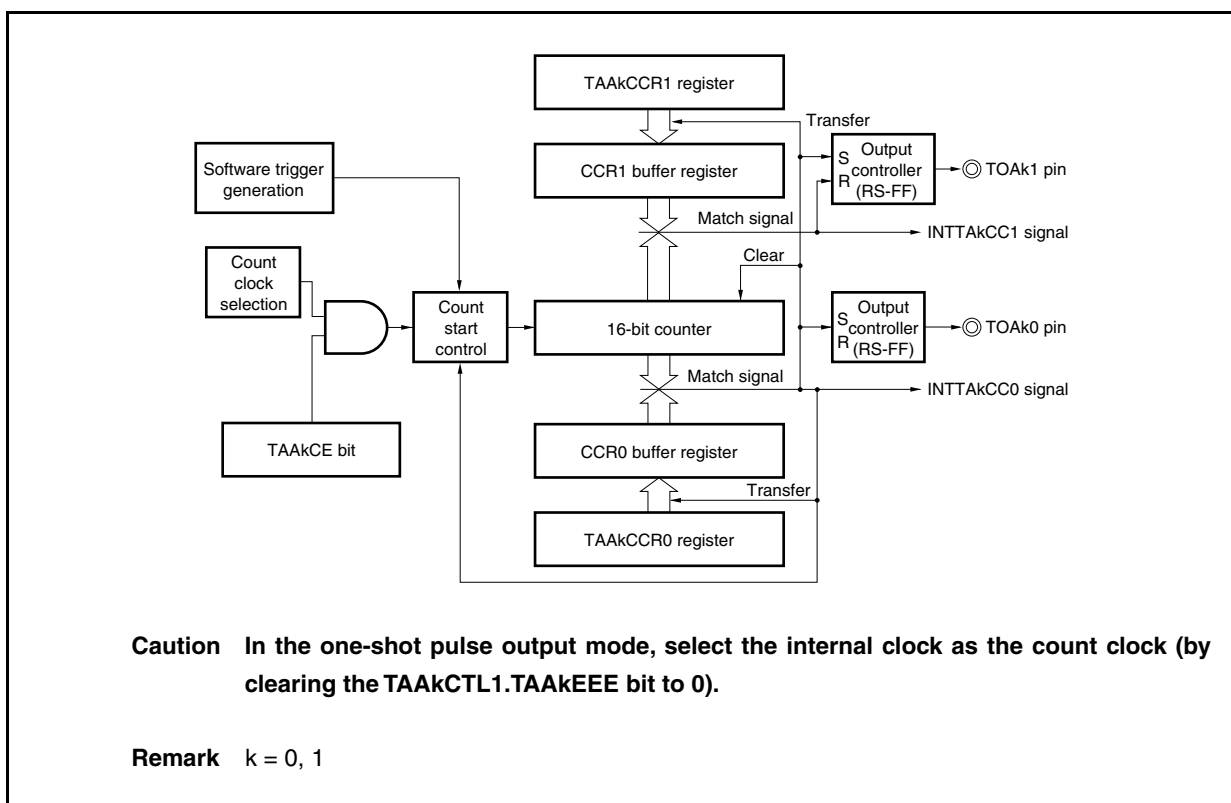 TAAkCCR1 register
Transfer
Software trigger
generation
CCR1 buffer register
S
R
Output
controller
(RS-FF)
TOAk1 pin
Match signal
INTTAkCC1 signal
Count
clock
selection
Clear
Count
start
control
16-bit counter
S
R
Output
controller
(RS-FF)
TOAk0 pin
Match signal
INTTAkCC0 signal
TAAkCE bit
CCR0 buffer register
Transfer
TAAkCCR0 register
Caution In the one-shot pulse output mode, select the internal clock as the count clock (by
clearing the TAAkCTL1.TAAkEEE bit to 0).
Remark k = 0, 1